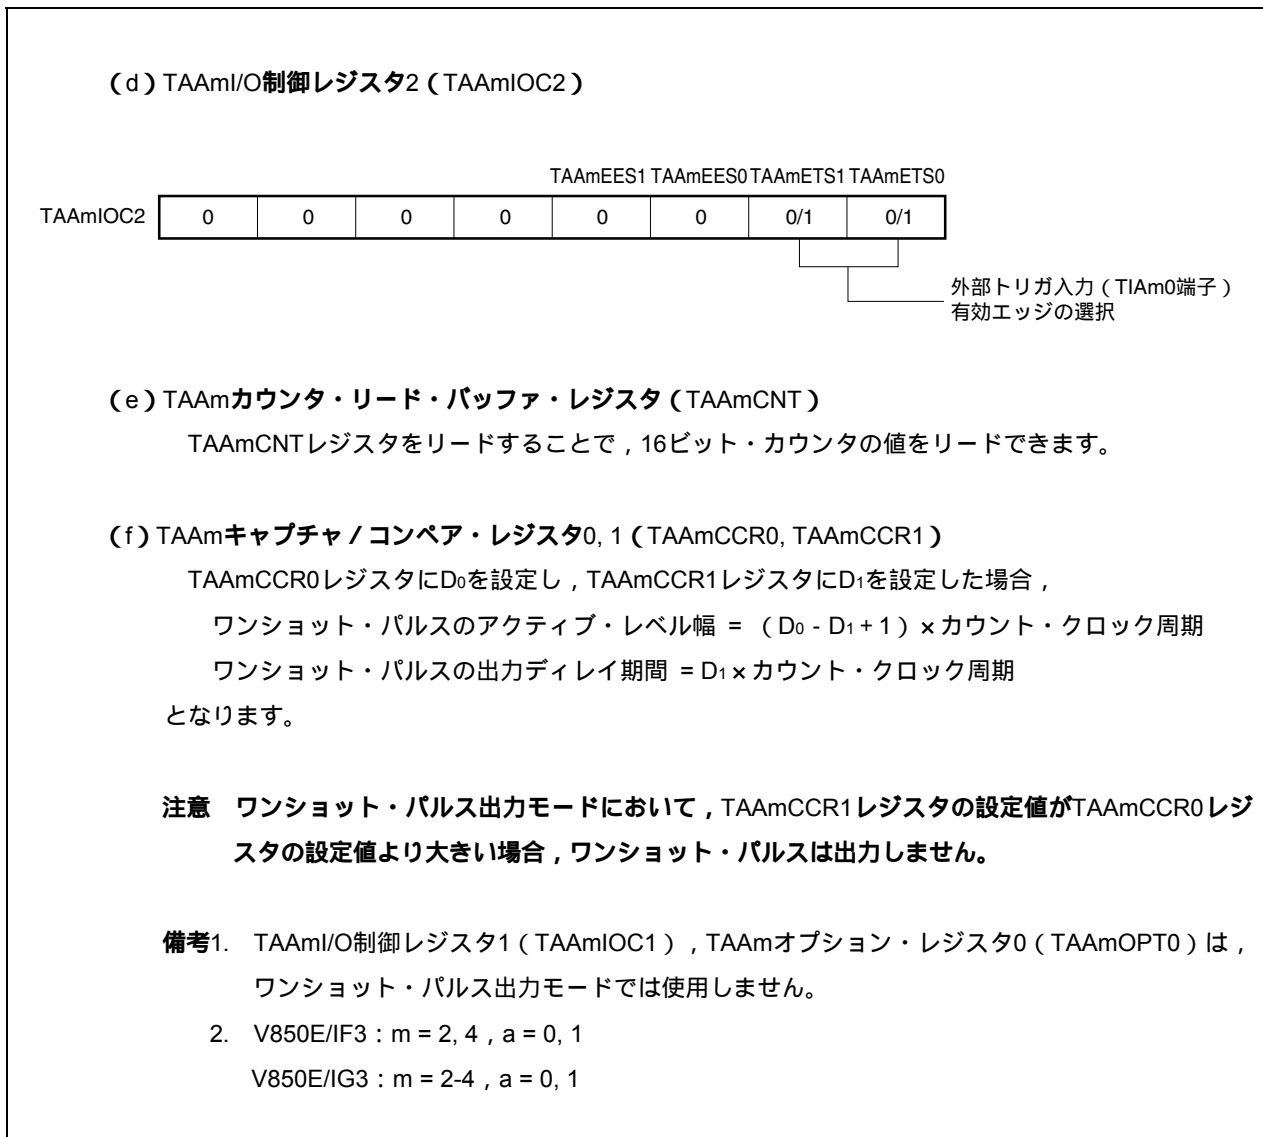 （d）TAAmI/O制御レジスタ2（TAAmIOC2）
TAAmEES1 TAAmEES0 TAAmETS1 TAAmETS0
TAAmIOC2 0 0 0 0 0 0 0/1 0/1
外部トリガ入力（TIAm0端子）
有効エッジの選択
（e）TAAmカウンタ・リード・バッファ・レジスタ（TAAmCNT）
TAAmCNTレジスタをリードすることで，16ビット・カウンタの値をリードできます。
（f）TAAmキャプチャ／コンペア・レジスタ0, 1（TAAmCCR0, TAAmCCR1）
TAAmCCR0レジスタにD0を設定し，TAAmCCR1レジスタにD1を設定した場合，
ワンショット・パルスのアクティブ・レベル幅 = （D0 - D1 + 1）×カウント・クロック周期
ワンショット・パルスの出力ディレイ期間 = D1×カウント・クロック周期
となります。
注意　ワンショット・パルス出力モードにおいて，TAAmCCR1レジスタの設定値がTAAmCCR0レジ
スタの設定値より大きい場合，ワンショット・パルスは出力しません。
備考1. TAAmI/O制御レジスタ1（TAAmIOC1），TAAmオプション・レジスタ0（TAAmOPT0）は，
ワンショット・パルス出力モードでは使用しません。
2. V850E/IF3：m = 2, 4，a = 0, 1
V850E/IG3：m = 2-4，a = 0, 1